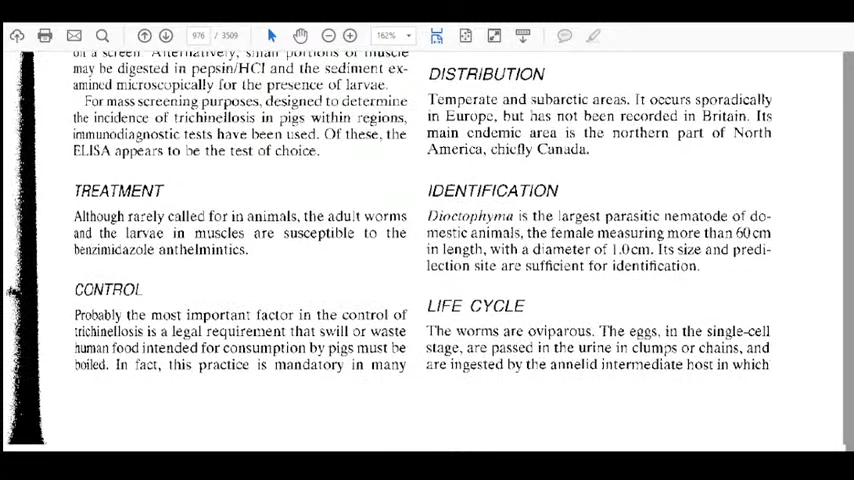 976 / 3509
162%
on a screen. Alternatively, small portions of muscle
may be digested in pepsin/HCl and the sediment ex-
amined microscopically for the presence of larvae.
For mass screening purposes, designed to determine
the incidence of trichinellosis in pigs within regions,
immunodiagnostic tests have been used. Of these, the
ELISA appears to be the test of choice.
TREATMENT
Although rarely called for in animals, the adult worms
and the larvae in muscles are susceptible to the
benzimidazole anthelmintics.
CONTROL
Probably the most important factor in the control of
trichinellosis is a legal requirement that swill or waste
human food intended for consumption by pigs must be
boiled. In fact, this practice is mandatory in many
DISTRIBUTION
Temperate and subarctic areas. It occurs sporadically
in Europe, but has not been recorded in Britain. Its
main endemic area is the northern part of North
America, chiefly Canada.
IDENTIFICATION
Dioctophyma is the largest parasitic nematode of do-
mestic animals, the female measuring more than 60 cm
in length, with a diameter of 1.0 cm. Its size and predi-
lection site are sufficient for identification.
LIFE CYCLE
The worms are oviparous. The eggs, in the single-cell
stage, are passed in the urine in clumps or chains, and
are ingested by the annelid intermediate host in which